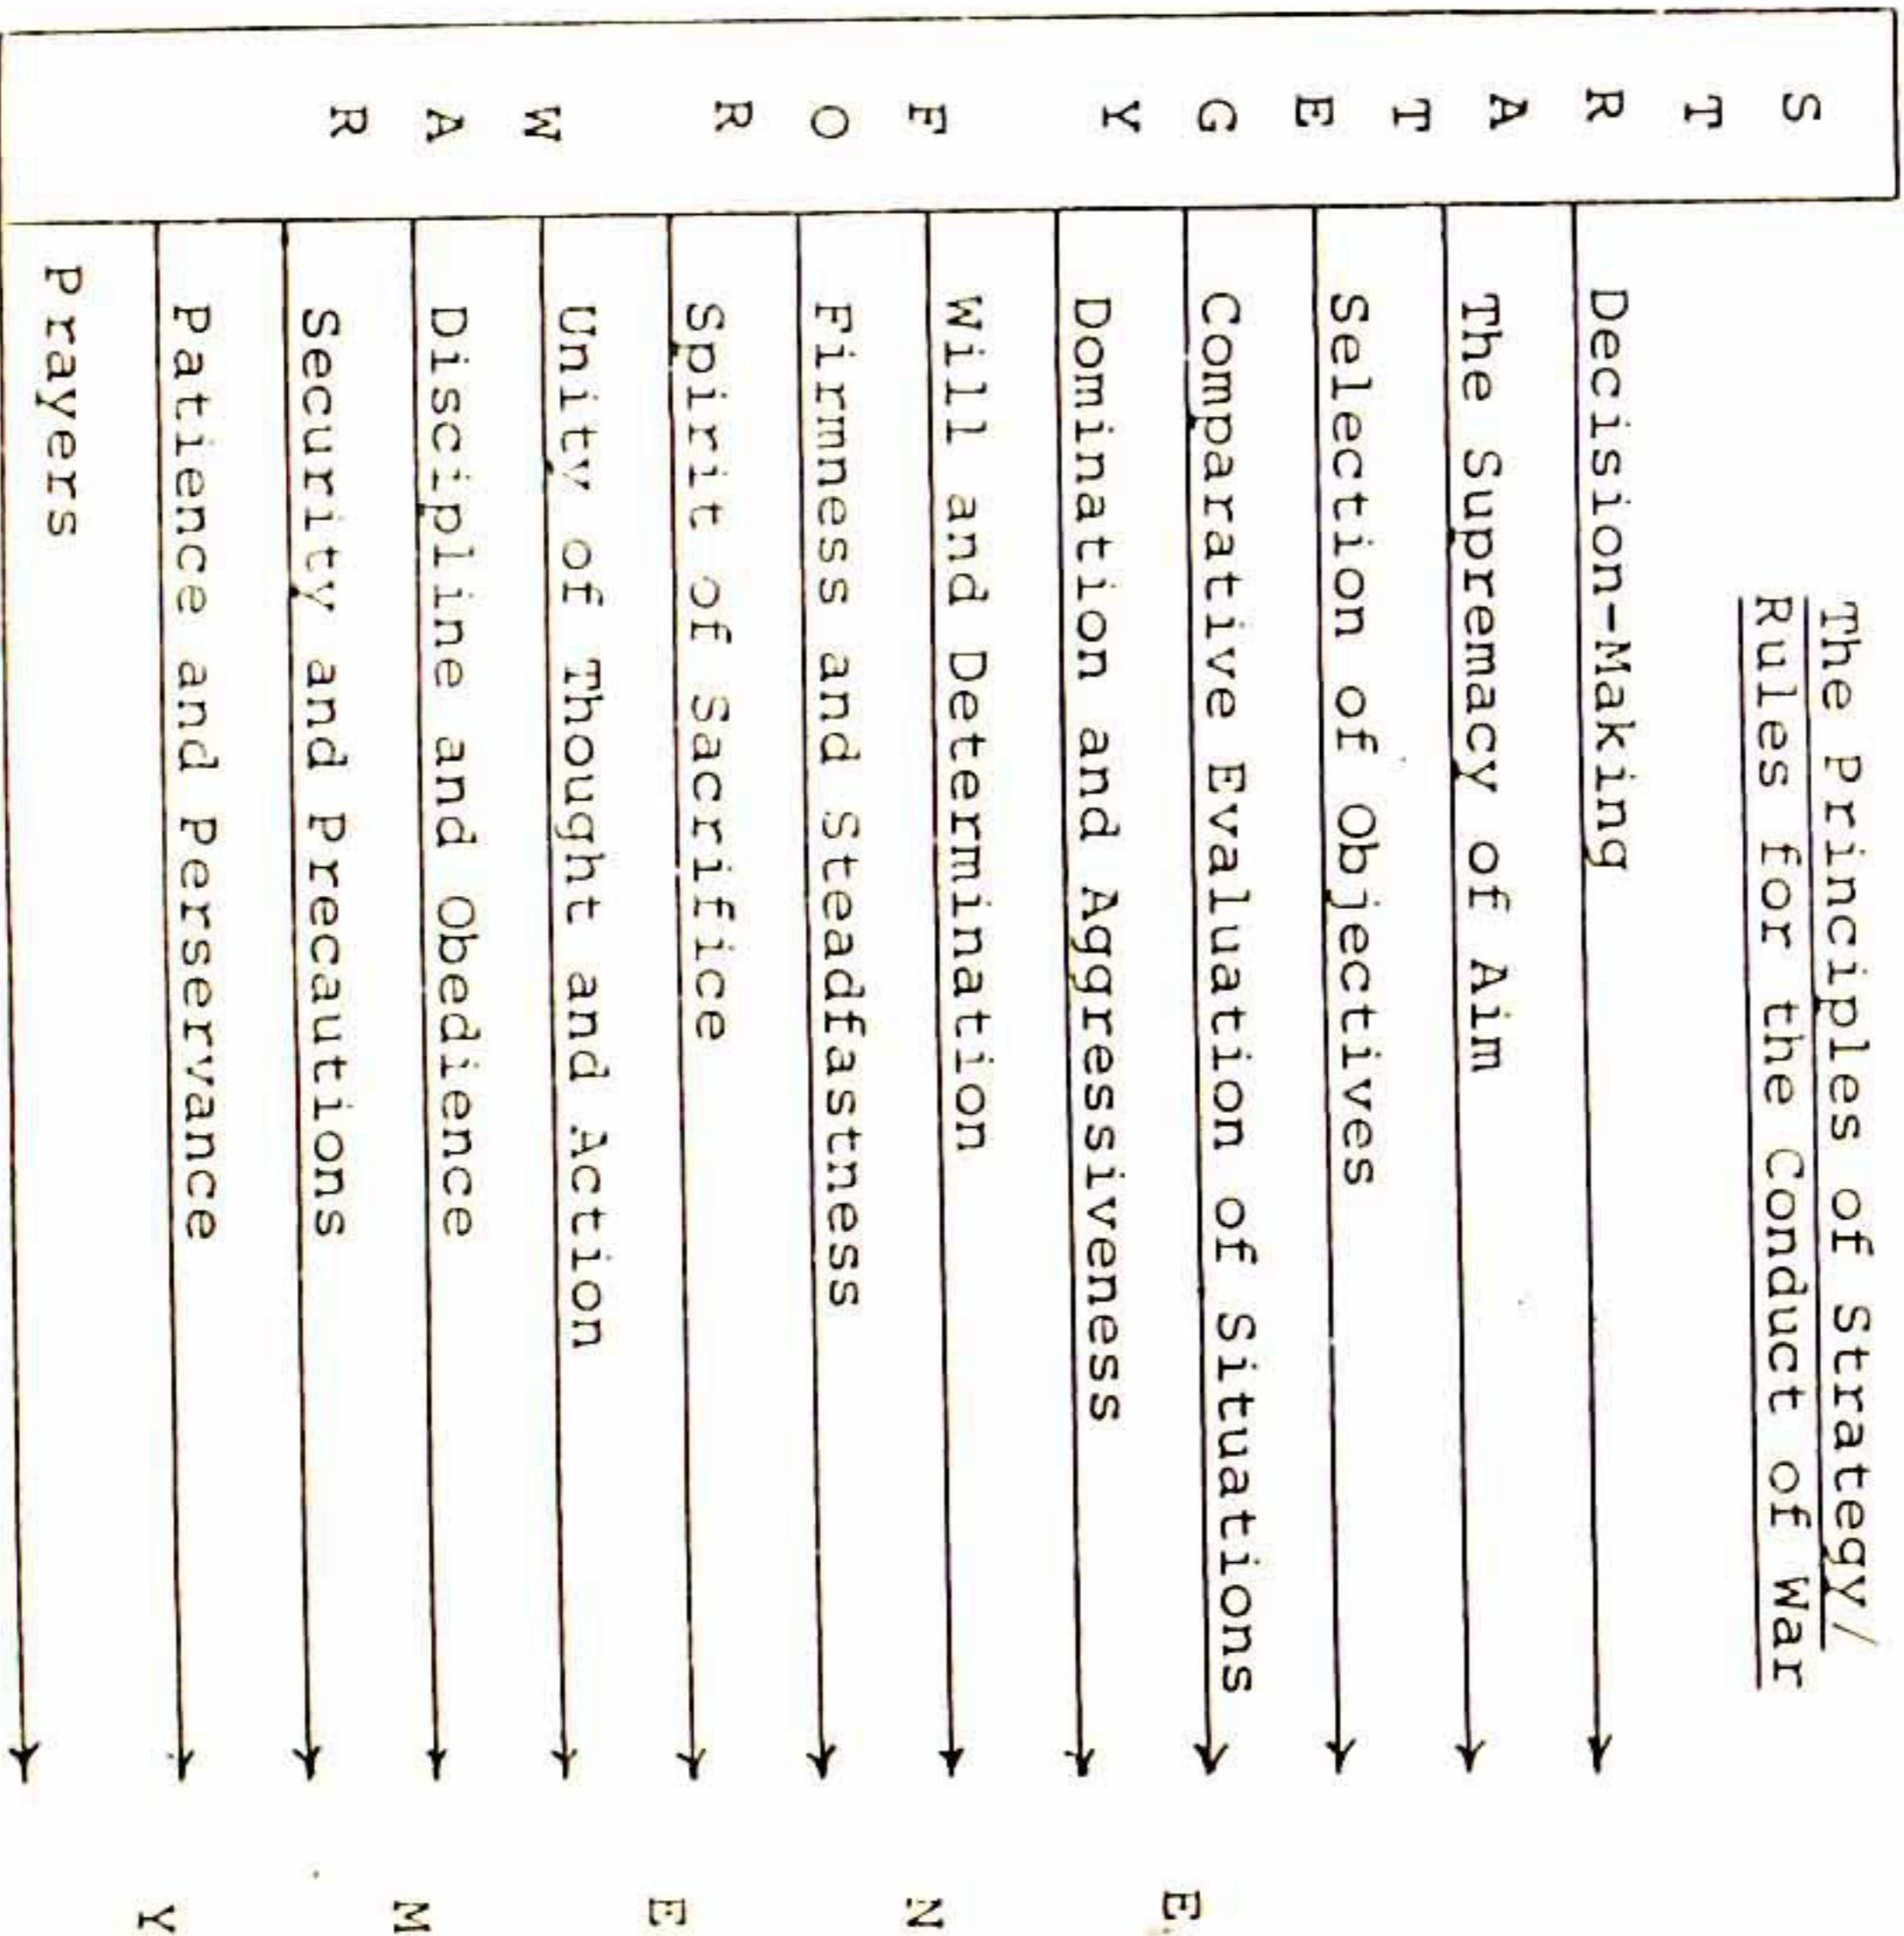 The Principles of Strategy/
Rules for the Conduct of War
STRATEGY FOR WAR
Decision-Making
The Supremacy of Aim
Selection of Objectives
Comparative Evaluation of Situations
Domination and Aggressiveness
Will and Determination
Firmness and Steadfastness
Spirit of Sacrifice
Unity of Thought and Action
Discipline and Obedience
Security and Precautions
Patience and Perservance
Prayers
ENEMY